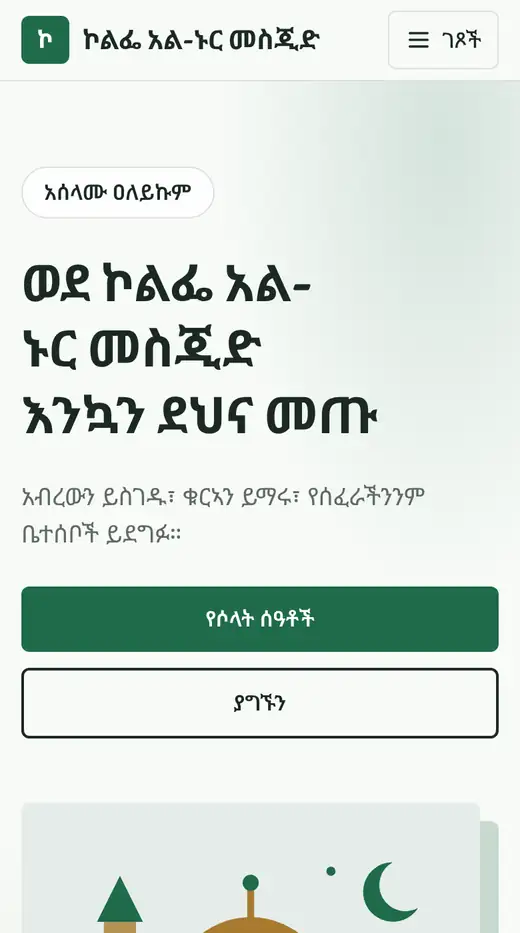 ኮ
ኮልፌ አል-ኑር መስጂድ
ገጾች
አሰላሙ ዐለይኩም
ወደ ኮልፌ አል-
ኑር መስጂድ
እንኳን ደህና መጡ
አብረውን ይስገዱ፣ ቁርኣን ይማሩ፣ የሰፈራችንንም
ቤተሰቦች ይደግፉ።
የሶላት ሰዓቶች
ያግኙን